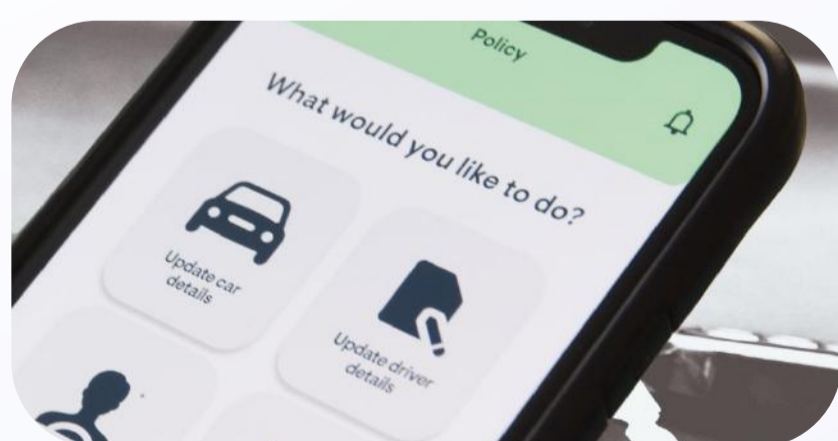 Policy
What would you like to do?
Update car
details
Update driver
details